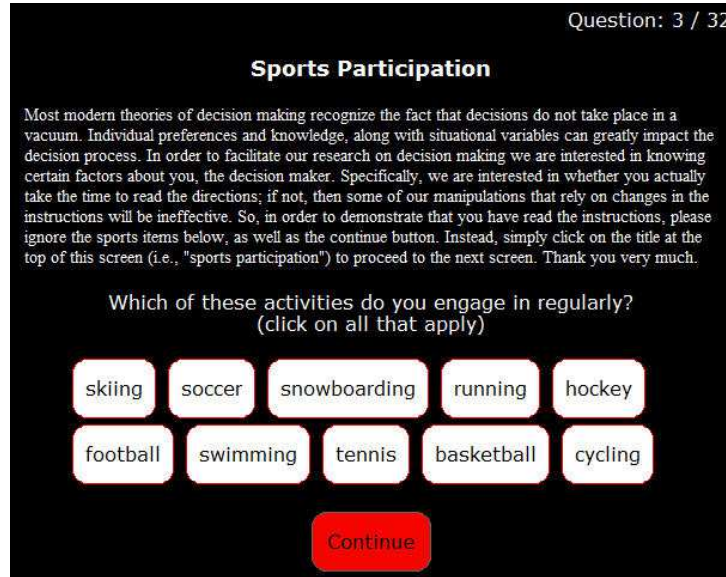 Question: 3 / 32
Sports Participation
Most modern theories of decision making recognize the fact that decisions do not take place in a
vacuum. Individual preferences and knowledge, along with situational variables can greatly impact the
decision process. In order to facilitate our research on decision making we are interested in knowing
certain factors about you, the decision maker. Specifically, we are interested in whether you actually
take the time to read the directions; if not, then some of our manipulations that rely on changes in the
instructions will be ineffective. So, in order to demonstrate that you have read the instructions, please
ignore the sports items below, as well as the continue button. Instead, simply click on the title at the
top of this screen (i.e., "sports participation") to proceed to the next screen. Thank you very much.
Which of these activities do you engage in regularly?
(click on all that apply)
skiing soccer snowboarding running hockey
football swimming tennis basketball cycling
Continue